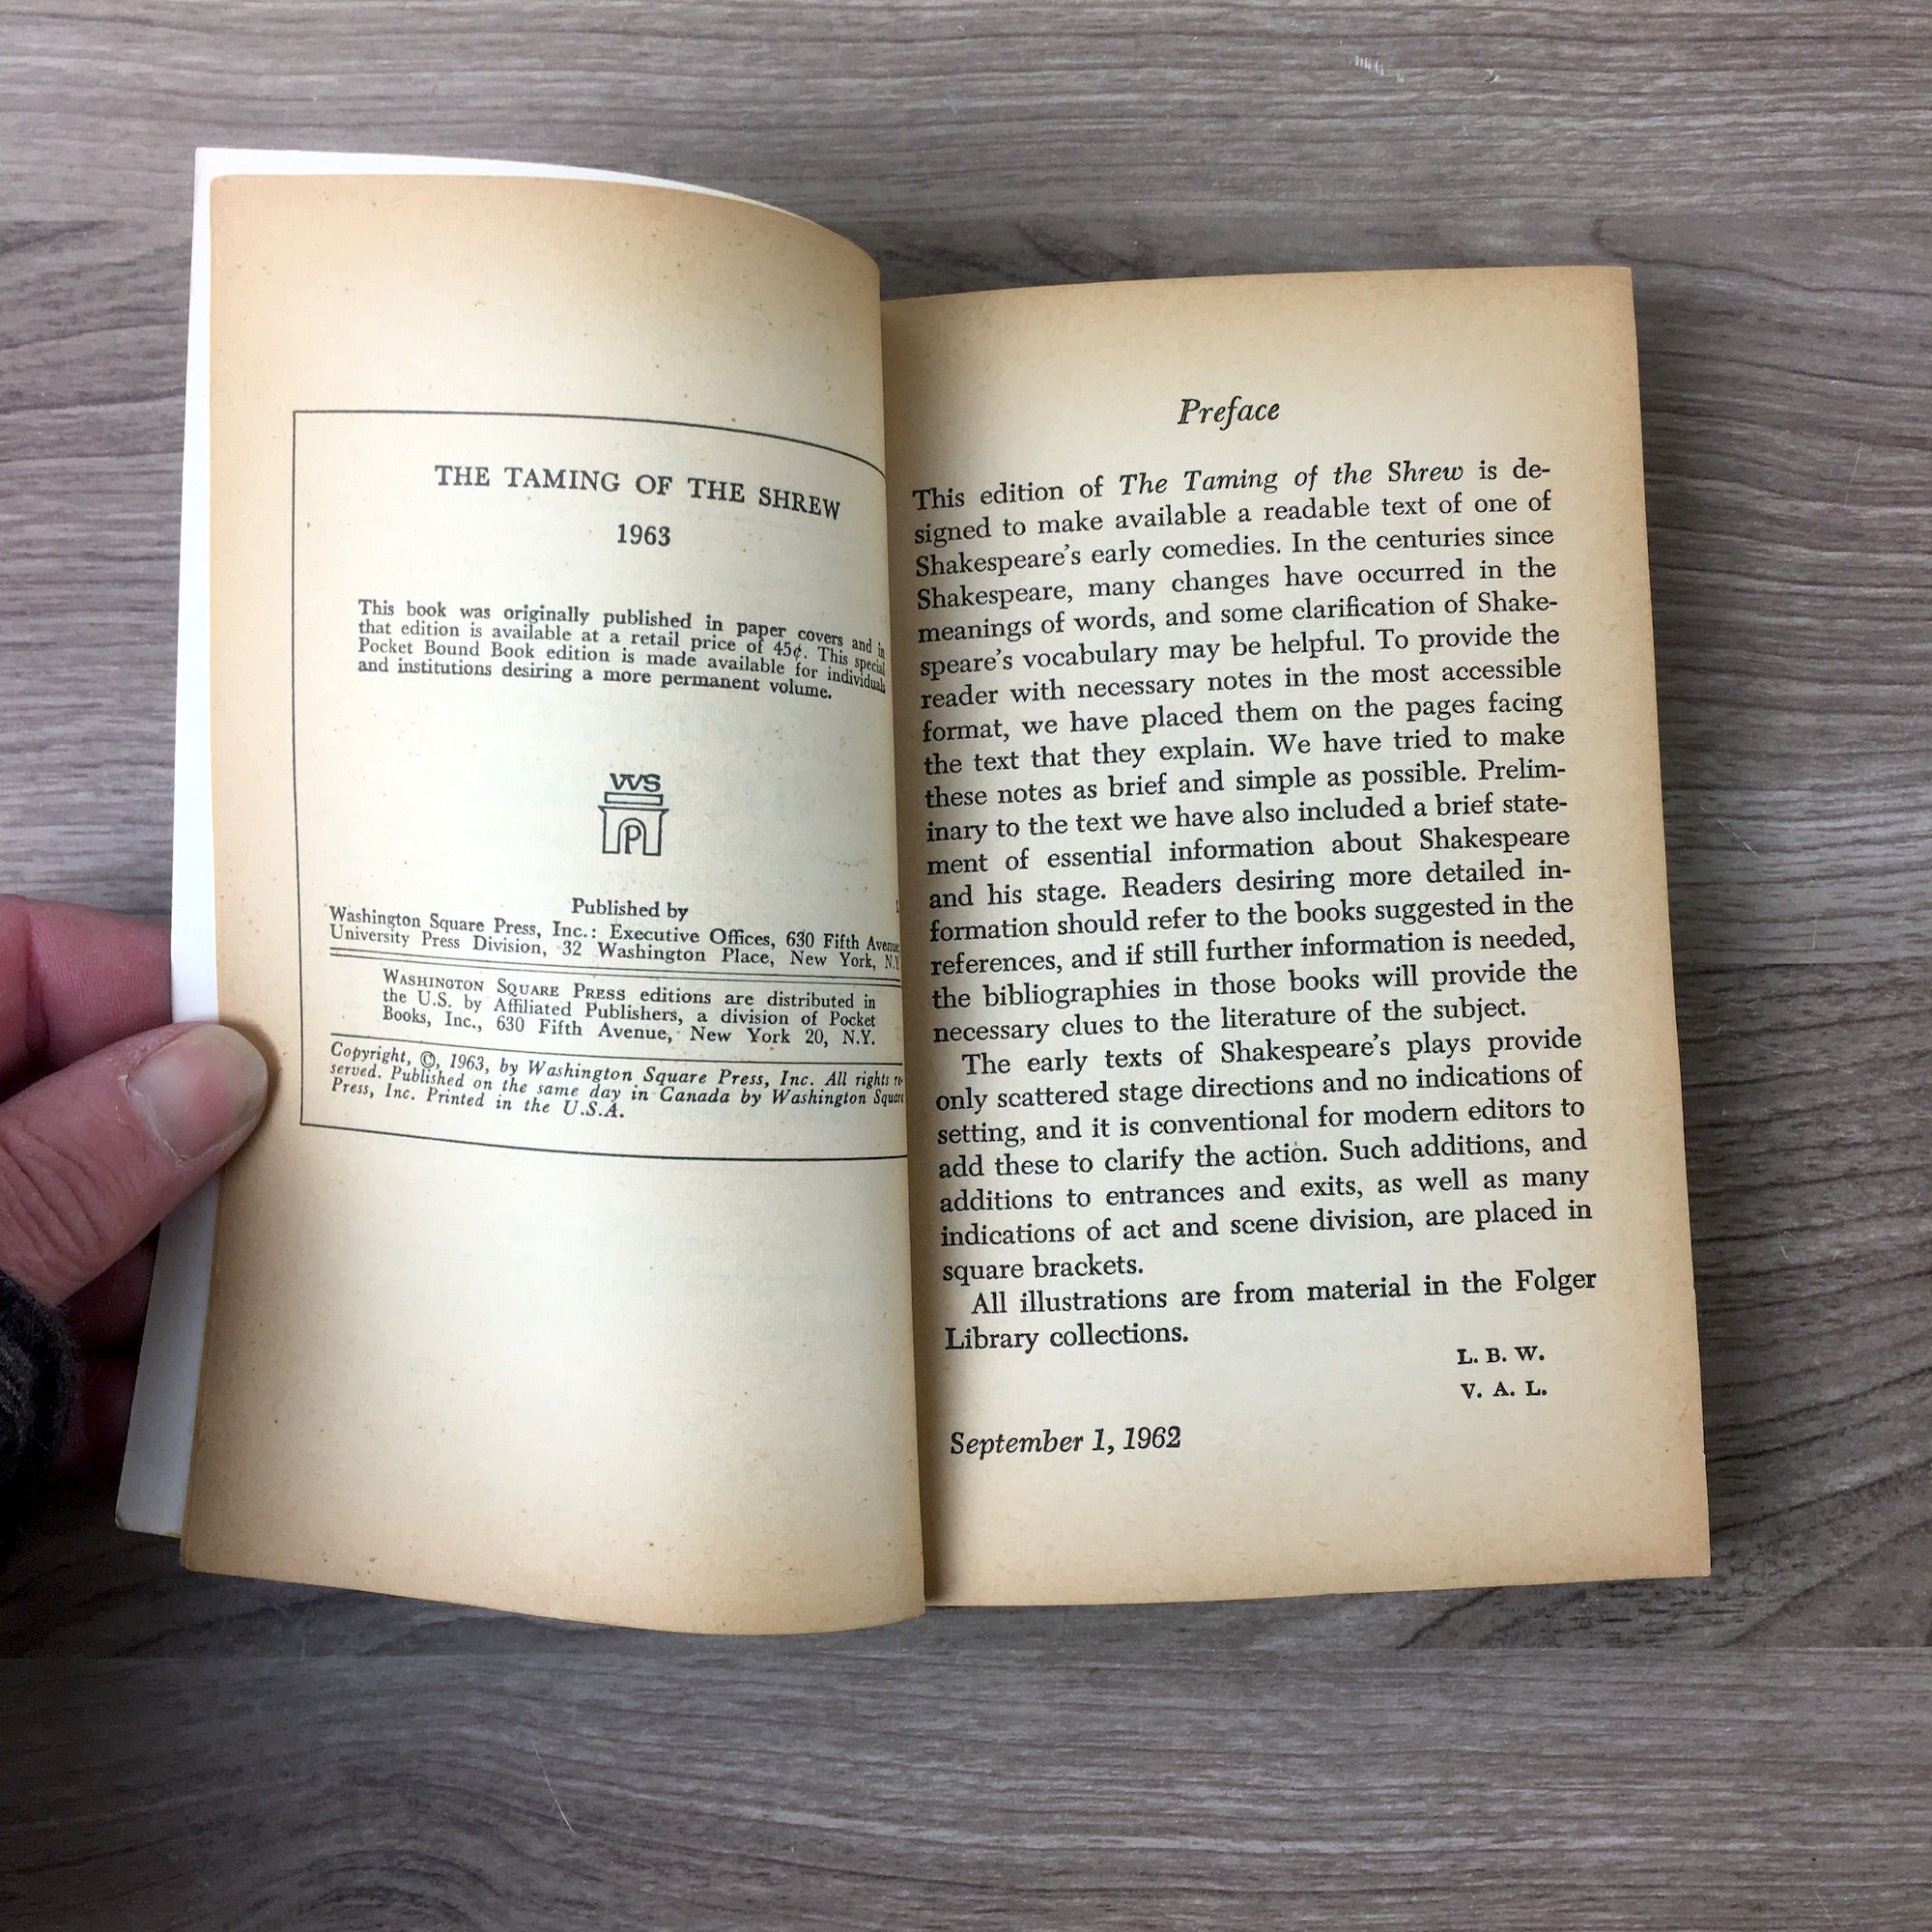 THE TAMING OF THE SHREW
1963
This book was originally published in paper covers and in
that edition is available at a retail price of 45¢. This special
Pocket Bound Book edition is made available for individuals
and institutions desiring a more permanent volume.
WS
P
Published by
Washington Square Press, Inc.: Executive Offices, 630 Fifth Avenue
University Press Division, 32 Washington Place, New York, N.Y.
WASHINGTON SQUARE PRESS editions are distributed in
the U.S. by Affiliated Publishers, a division of Pocket
Books, Inc., 630 Fifth Avenue, New York 20, N.Y.
Copyright, ©, 1963, by Washington Square Press, Inc. All rights re-
served. Published on the same day in Canada by Washington Square
Press, Inc. Printed in the U.S.A.
Preface
This edition of The Taming of the Shrew is de-
signed to make available a readable text of one of
Shakespeare's early comedies. In the centuries since
Shakespeare, many changes have occurred in the
meanings of words, and some clarification of Shake-
speare's vocabulary may be helpful. To provide the
reader with necessary notes in the most accessible
format, we have placed them on the pages facing
the text that they explain. We have tried to make
these notes as brief and simple as possible. Prelim-
inary to the text we have also included a brief state-
ment of essential information about Shakespeare
and his stage. Readers desiring more detailed in-
formation should refer to the books suggested in the
references, and if still further information is needed,
the bibliographies in those books will provide the
necessary clues to the literature of the subject.
The early texts of Shakespeare's plays provide
only scattered stage directions and no indications of
setting, and it is conventional for modern editors to
add these to clarify the action. Such additions, and
additions to entrances and exits, as well as many
indications of act and scene division, are placed in
square brackets.
All illustrations are from material in the Folger
Library collections.
L. B. W.
V. A. L.
September 1, 1962